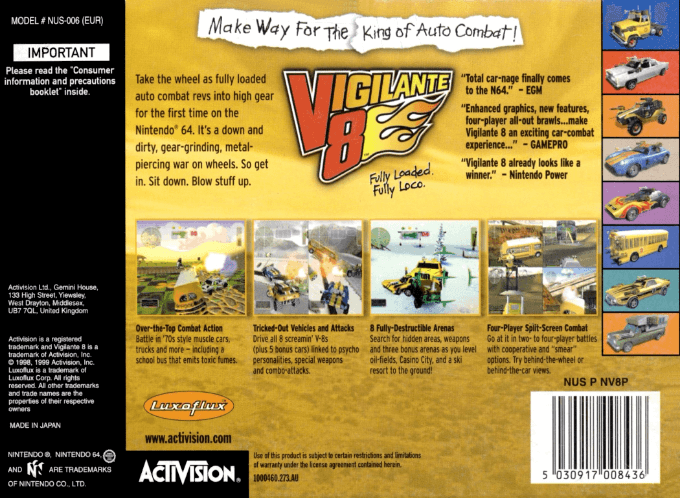 MODEL # NUS-006 (EUR)
IMPORTANT
Please read the "Consumer
information and precautions
booklet" inside.
Activision Ltd., Gemini House,
133 High Street, Yiewsley,
West Drayton, Middlesex,
UB7 7QL, United Kingdom
Activision is a registered
trademark and Vigilante 8 is a
trademark of Activision, Inc.
© 1998, 1999 Activision, Inc.
Luxoflux is a trademark of
Luxoflux Corp. All rights
reserved. All other trademarks
and trade names are the
properties of their respective
owners
MADE IN JAPAN
NINTENDO ®, NINTENDO 64,
AND ARE TRADEMARKS
OF NINTENDO CO., LTD.
Make Way For The King of Auto Combat!
Take the wheel as fully loaded
auto combat revs into high gear
for the first time on the
Nintendo® 64. It's a down and
dirty, gear-grinding, metal-
piercing war on wheels. So get
in. Sit down. Blow stuff up.
VIGILANTE
8
Fully Loaded.
Fully Loco.
"Total car-nage finally comes
to the N64." - EGM
"Enhanced graphics, new features,
four-player all-out brawls...make
Vigilante 8 an exciting car-combat
experience..." - GAMEPRO
"Vigilante 8 already looks like a
winner." - Nintendo Power
Over-the-Top Combat Action
Battle in '70s style muscle cars,
trucks and more – including a
school bus that emits toxic fumes.
Tricked-Out Vehicles and Attacks
Drive all 8 screamin' V-8s
(plus 5 bonus cars) linked to psycho
personalities, special weapons
and combo-attacks.
8 Fully-Destructible Arenas
Search for hidden areas, weapons
and three bonus arenas as you level
oil-fields, Casino City, and a ski
resort to the ground!
Four-Player Split-Screen Combat
Go at it in two- to four-player battles
with cooperative and "smear"
options. Try behind-the-wheel or
behind-the-car views.
Luxoflux
www.activision.com
ACTIVISION®
Use of this product is subject to certain restrictions and limitations
of warranty under the license agreement contained herein.
1000460.273.AU
NUS P NV8P
5 030917 008436